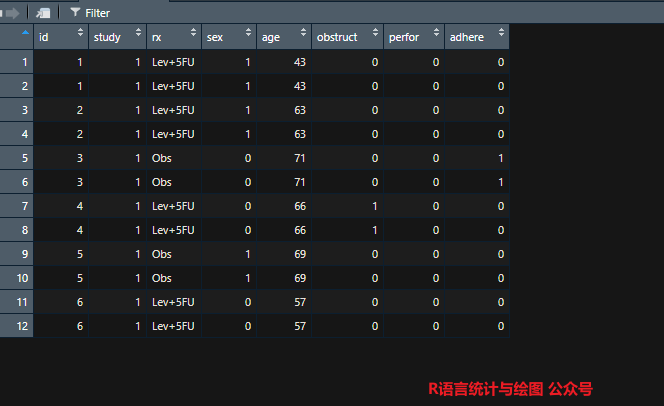 Filter
id study rx sex age obstruct perfor adhere
1 1 1 Lev+5FU 1 43 0 0 0
2 1 1 Lev+5FU 1 43 0 0 0
3 2 1 Lev+5FU 1 63 0 0 0
4 2 1 Lev+5FU 1 63 0 0 0
5 3 1 Obs 0 71 0 0 1
6 3 1 Obs 0 71 0 0 1
7 4 1 Lev+5FU 0 66 1 0 0
8 4 1 Lev+5FU 0 66 1 0 0
9 5 1 Obs 1 69 0 0 0
10 5 1 Obs 1 69 0 0 0
11 6 1 Lev+5FU 0 57 0 0 0
12 6 1 Lev+5FU 0 57 0 0 0
R语言统计与绘图 公众号